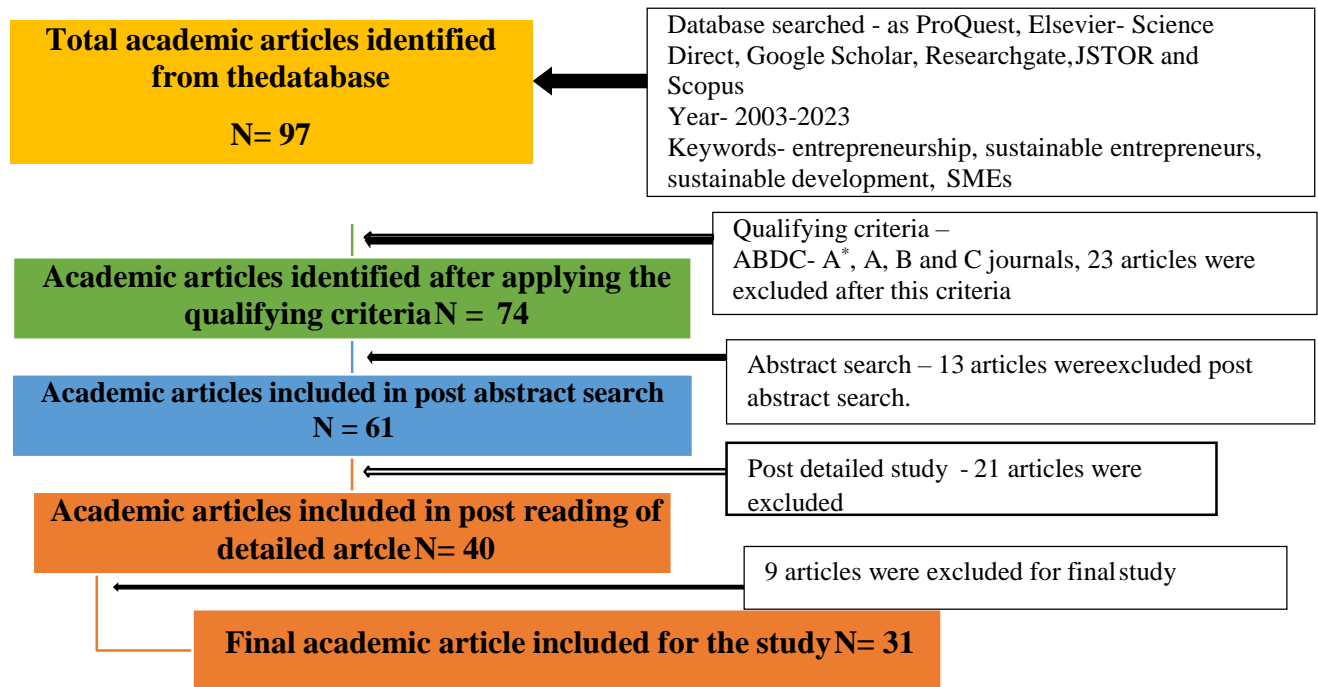 Total academic articles identified
from thedatabase
N= 97
Database searched - as ProQuest, Elsevier- Science
Direct, Google Scholar, Researchgate,JSTOR and
Scopus
Year- 2003-2023
Keywords- entrepreneurship, sustainable entrepreneurs,
sustainable development, SMEs
Qualifying criteria –
ABDC- A*, A, B and C journals, 23 articles were
excluded after this criteria
Academic articles identified after applying the
qualifying criteriaN = 74
Abstract search – 13 articles wereexcluded post
abstract search.
Academic articles included in post abstract search
N = 61
Post detailed study - 21 articles were
excluded
Academic articles included in post reading of
detailed artcleN= 40
9 articles were excluded for finalstudy
Final academic article included for the studyN= 31